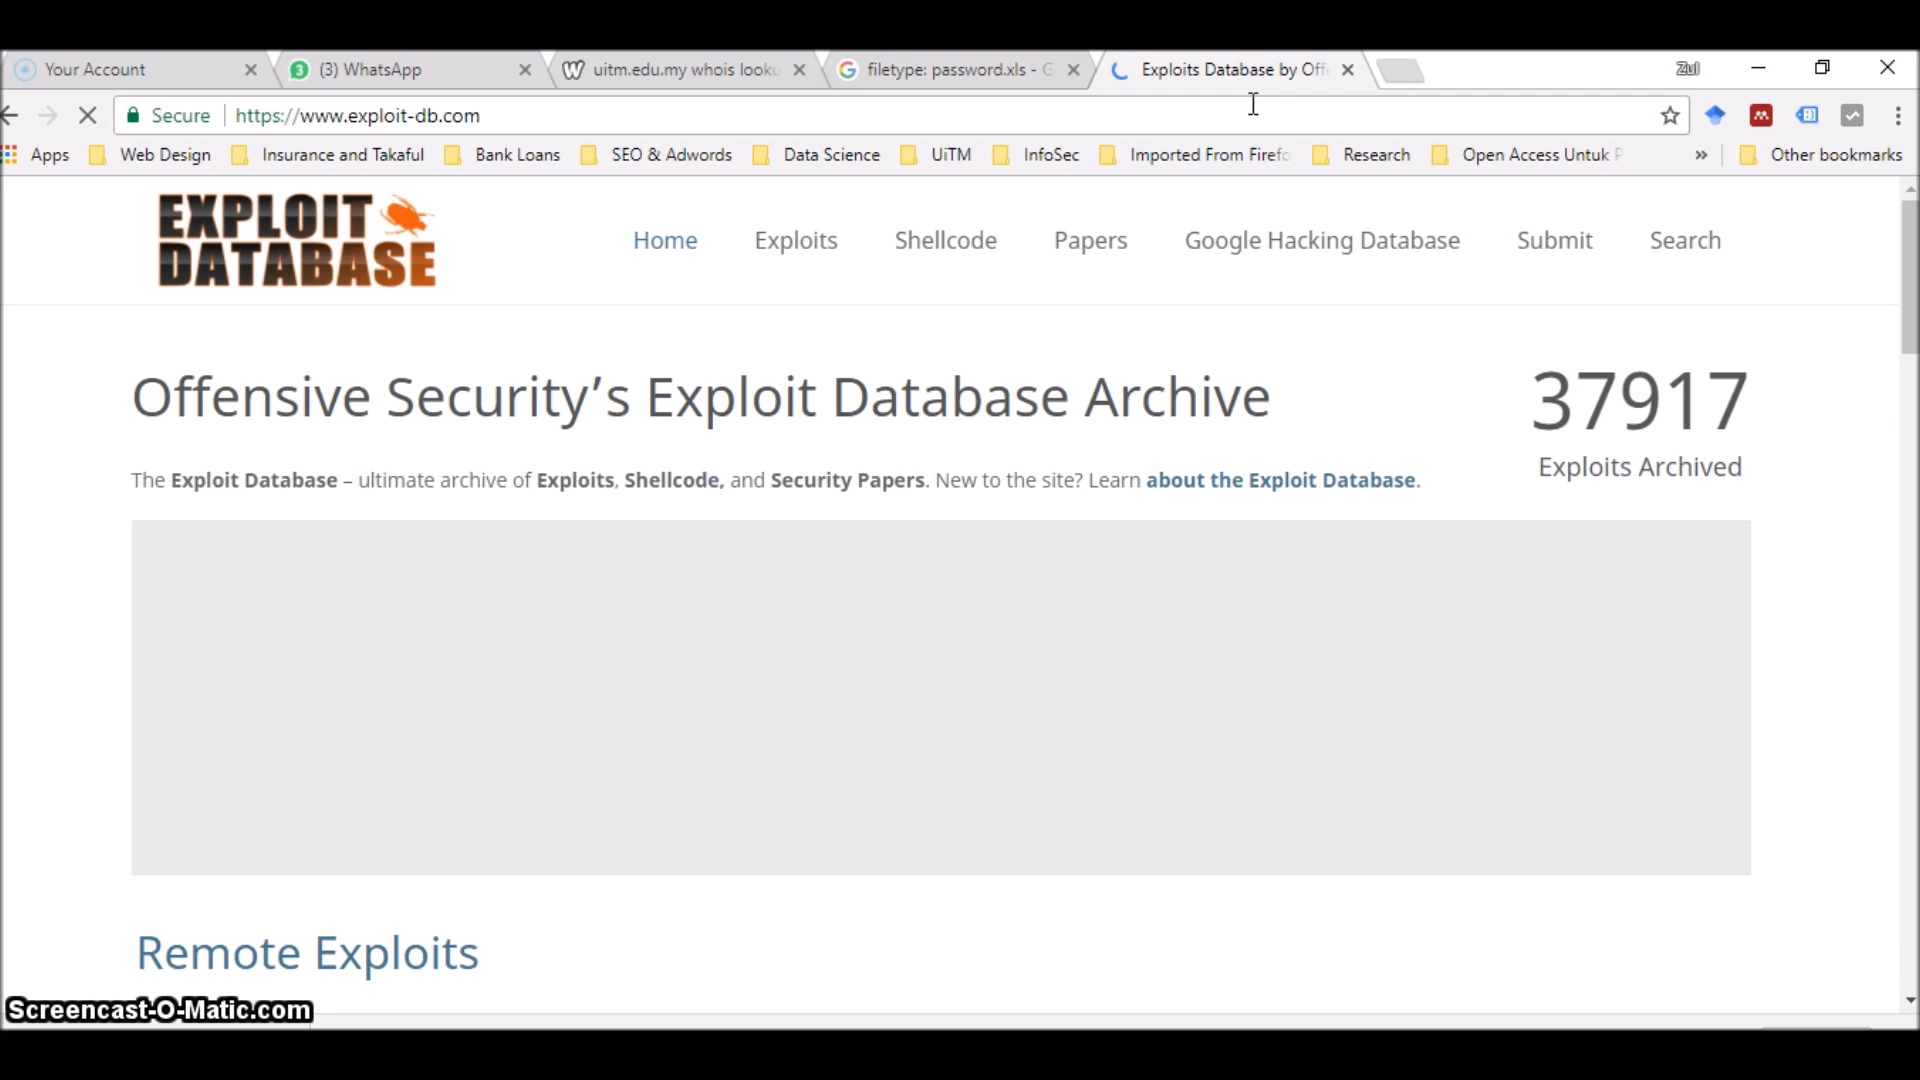 Your Account
3 (3) WhatsApp
uitm.edu.my whois looku
filetype: password.xls - G
Exploits Database by Off
Zul
Secure https://www.exploit-db.com
Apps Web Design Insurance and Takaful Bank Loans SEO & Adwords Data Science UiTM InfoSec Imported From Firefo Research Open Access Untuk P » Other bookmarks
EXPLOIT
DATABASE
Home Exploits Shellcode Papers Google Hacking Database Submit Search
Offensive Security’s Exploit Database Archive
37917
Exploits Archived
The Exploit Database – ultimate archive of Exploits, Shellcode, and Security Papers. New to the site? Learn about the Exploit Database.
Remote Exploits
Screencast-O-Matic.com